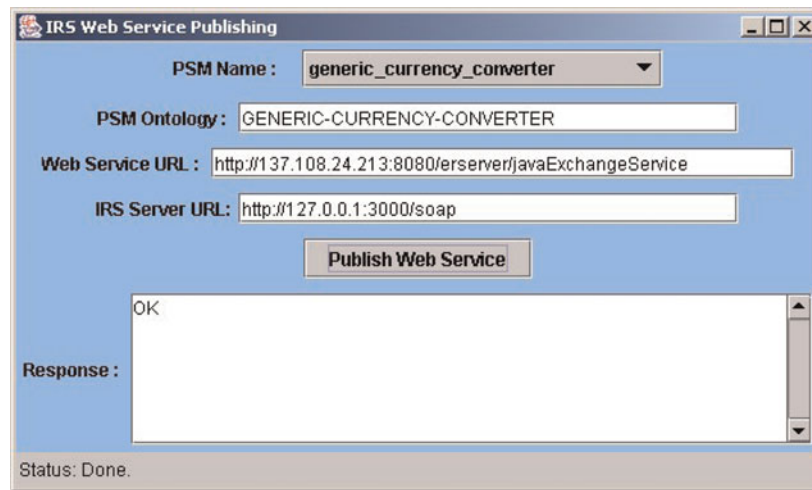 IRS Web Service Publishing
PSM Name : generic_currency_converter
PSM Ontology : GENERIC-CURRENCY-CONVERTER
Web Service URL : http://137.108.24.213:8080/erserver/javaExchangeService
IRS Server URL: http://127.0.0.1:3000/soap
Publish Web Service
OK
Response :
Status: Done.